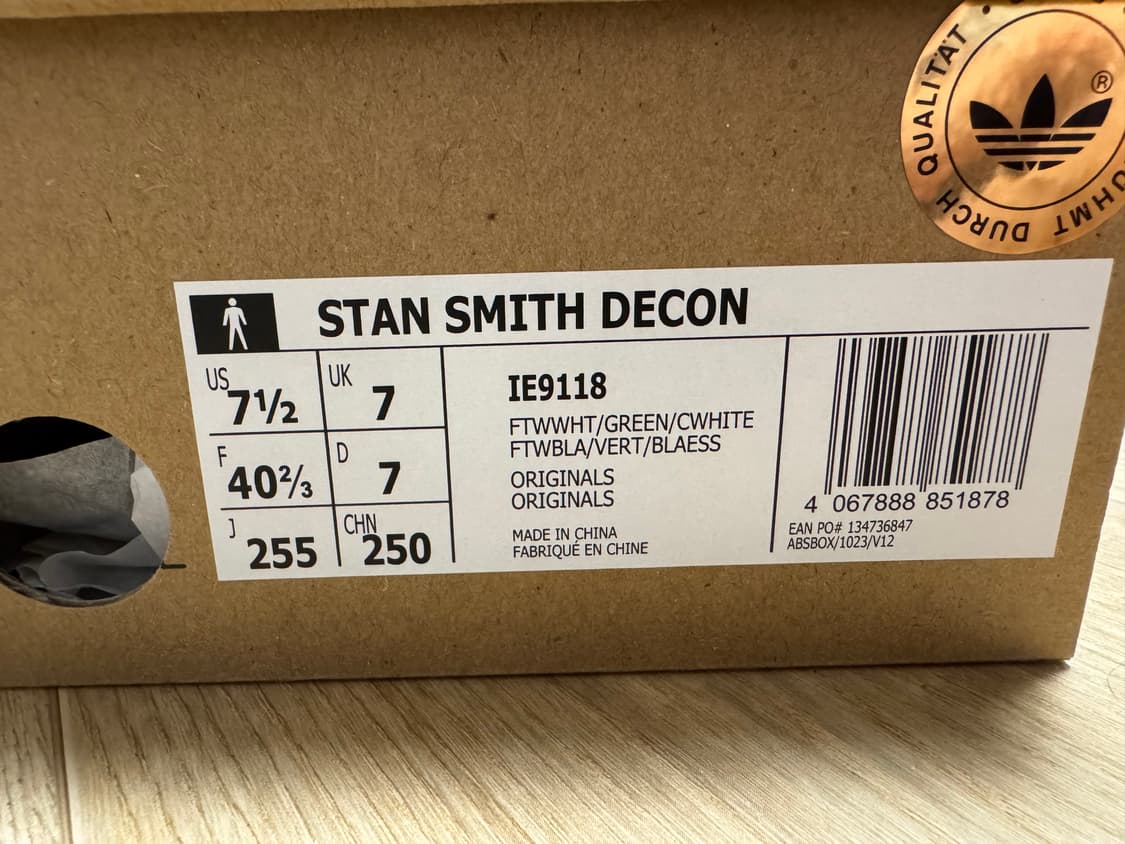 QUALITÄT
DURCH
®
STAN SMITH DECON
US 7½
UK 7
F 40⅔
D 7
J 255
CHN 250
IE9118
FTWWHT/GREEN/CWHITE
FTWBLA/VERT/BLAESS
ORIGINALS
ORIGINALS
MADE IN CHINA
FABRIQUÉ EN CHINE
4 067888 851878
EAN PO# 134736847
ABSBOX/1023/V12